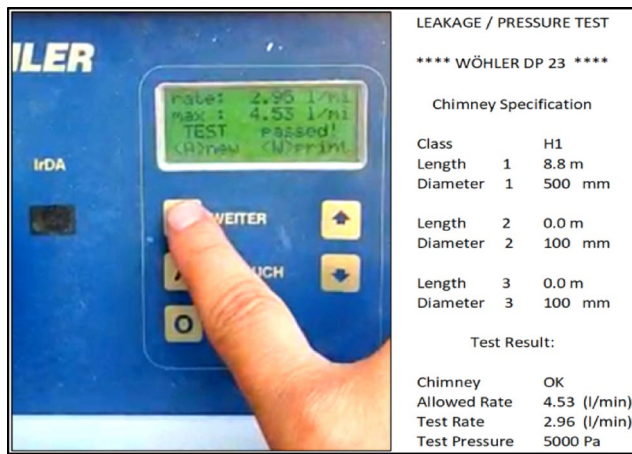 ILER
IrDA
rate: 2.96 l/mi
max : 4.53 l/mi
TEST passed!
(A)new (W)print
WEITER
UCH
O
LEAKAGE / PRESSURE TEST
**** WÖHLER DP 23 ****
Chimney Specification
Class H1
Length 1 8.8 m
Diameter 1 500 mm
Length 2 0.0 m
Diameter 2 100 mm
Length 3 0.0 m
Diameter 3 100 mm
Test Result:
Chimney OK
Allowed Rate 4.53 (l/min)
Test Rate 2.96 (l/min)
Test Pressure 5000 Pa